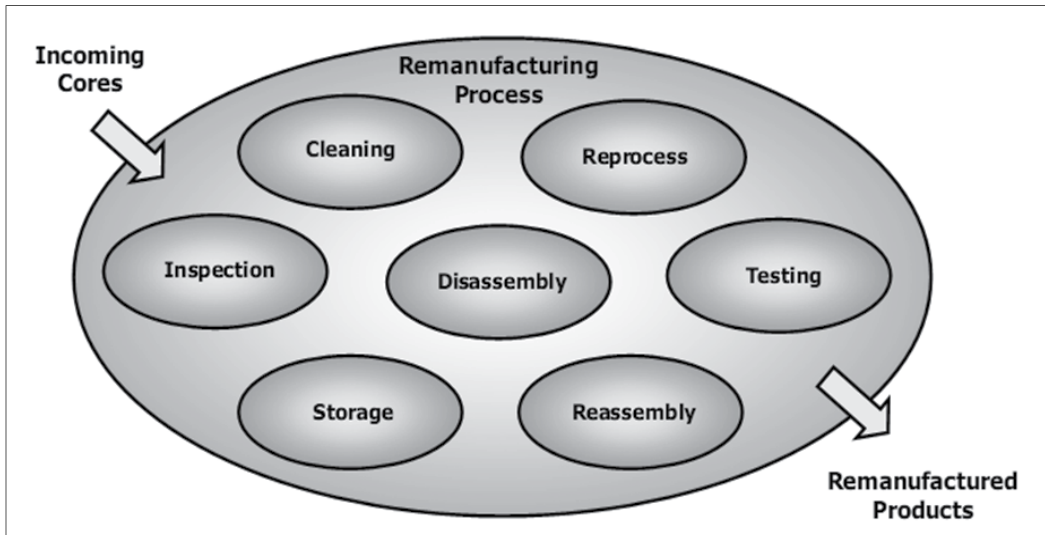 Incoming
Cores
Remanufacturing
Process
Cleaning
Reprocess
Inspection
Disassembly
Testing
Storage
Reassembly
Remanufactured
Products